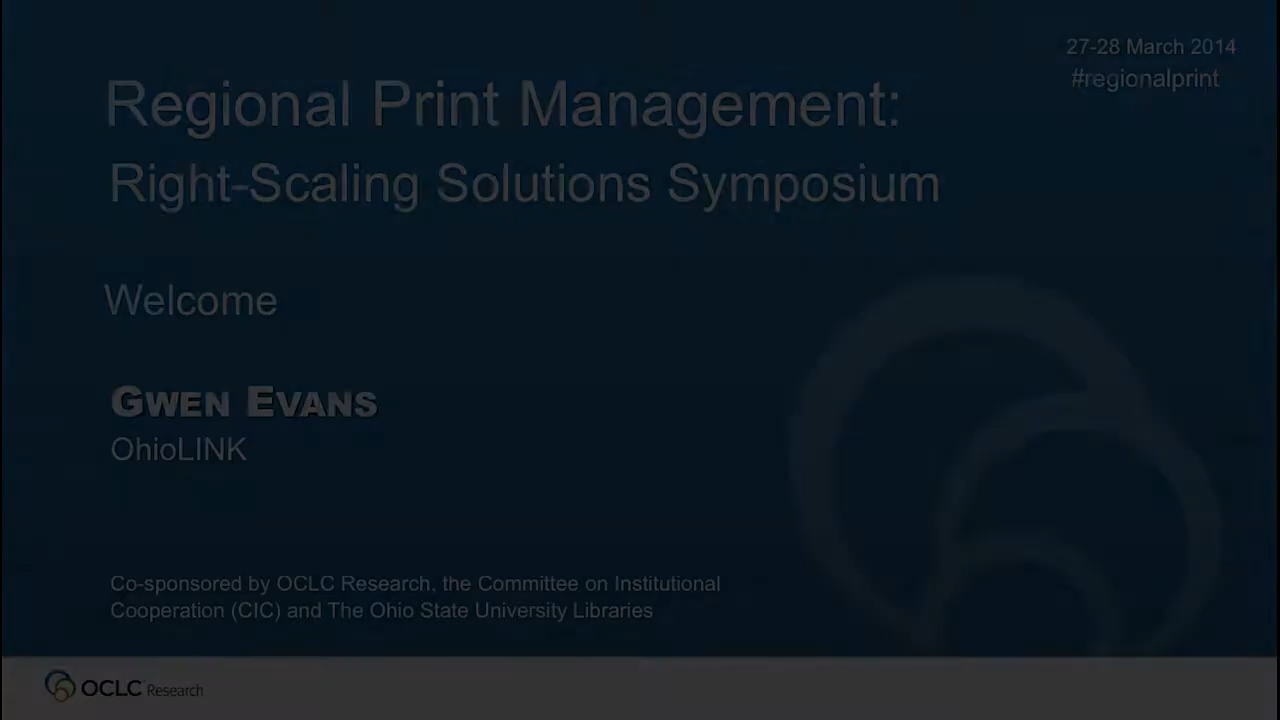 27-28 March 2014
#regionalprint
Regional Print Management:
Right-Scaling Solutions Symposium
Welcome
GWEN EVANS
OhioLINK
Co-sponsored by OCLC Research, the Committee on Institutional
Cooperation (CIC) and The Ohio State University Libraries
OCLC Research